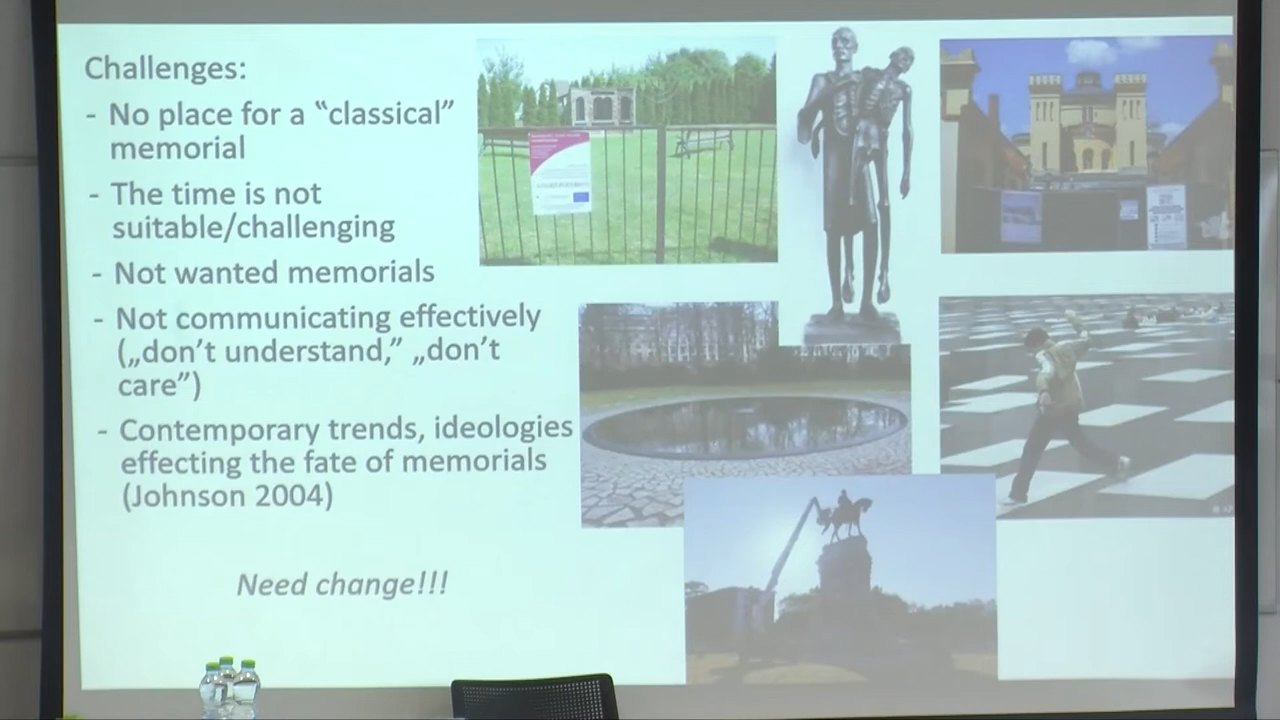 Challenges:
- No place for a “classical”
memorial
- The time is not
suitable/challenging
- Not wanted memorials
- Not communicating effectively
(„don’t understand,” „don’t
care”)
- Contemporary trends, ideologies
effecting the fate of memorials
(Johnson 2004)
Need change!!!